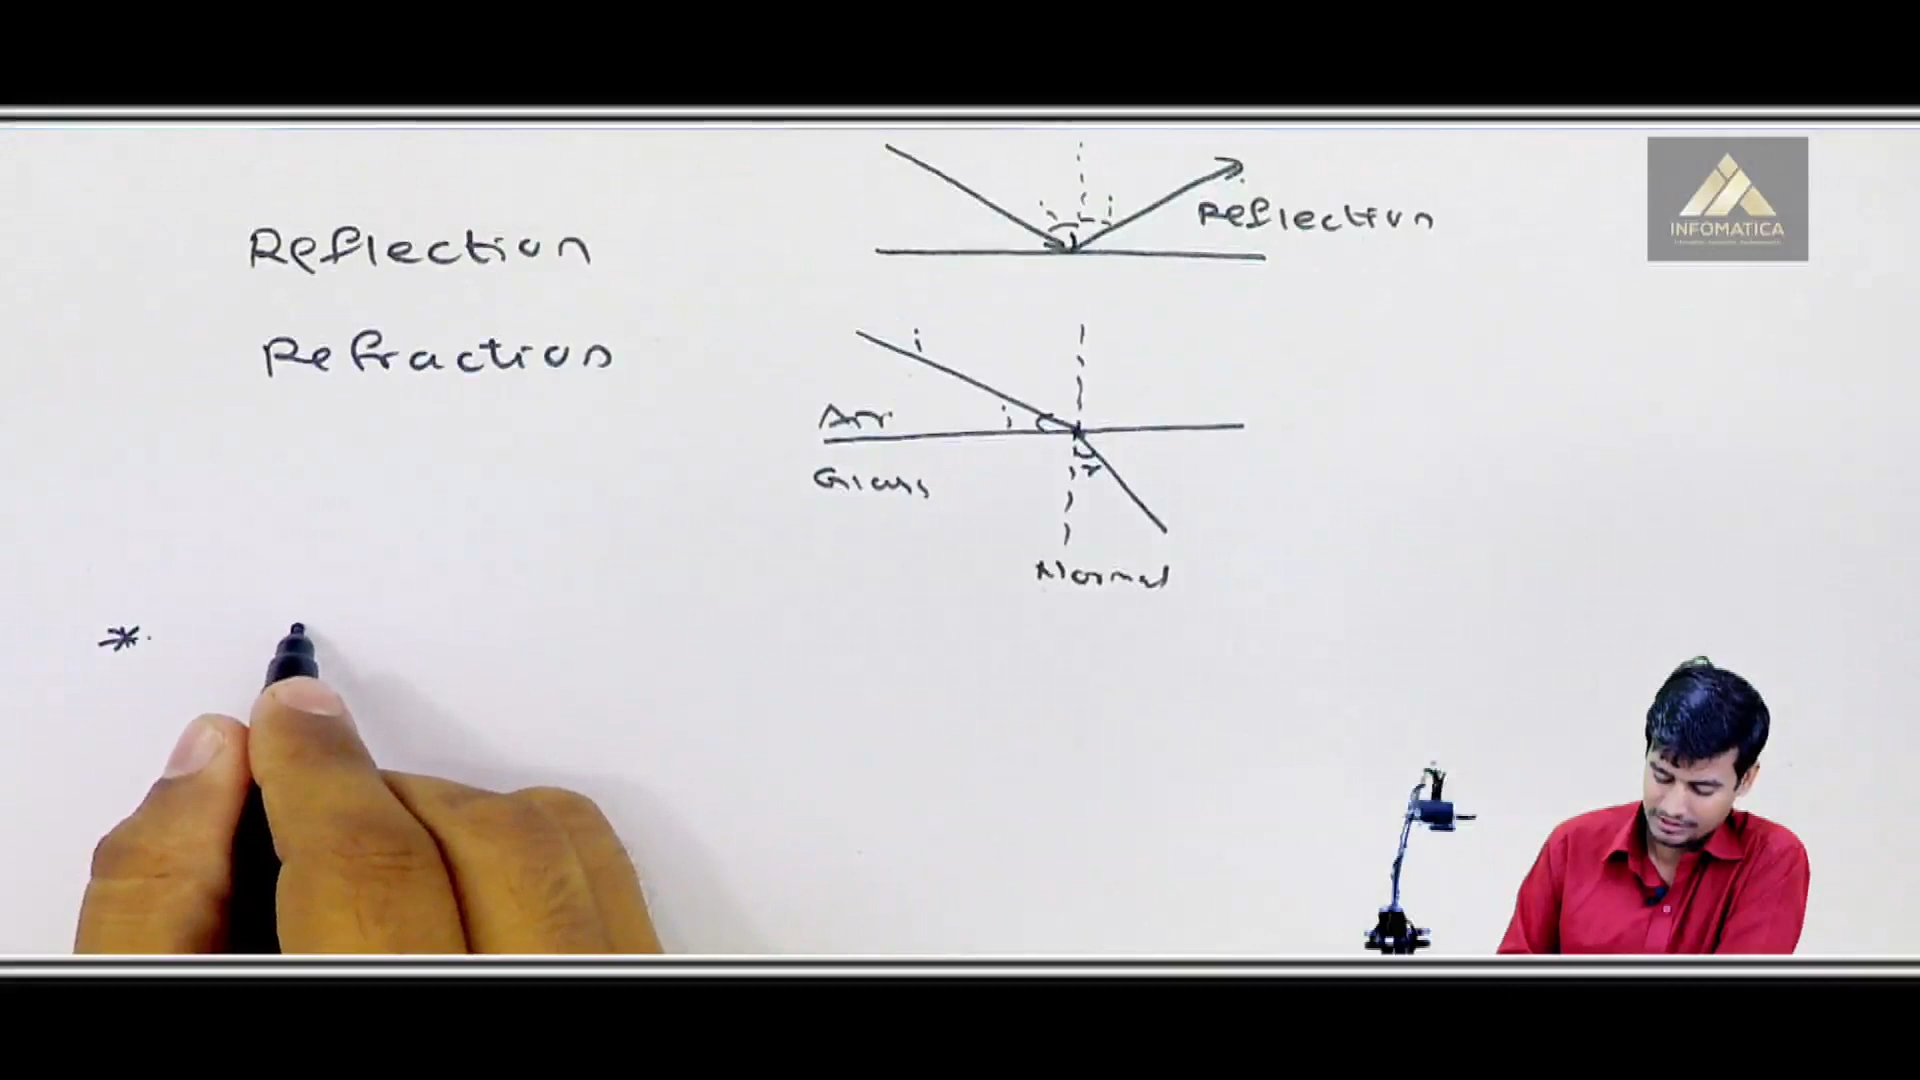 i i
Reflection
Reflection
Refraction
i
Air
i
Glass
r
Normal
*
INFOMATICA